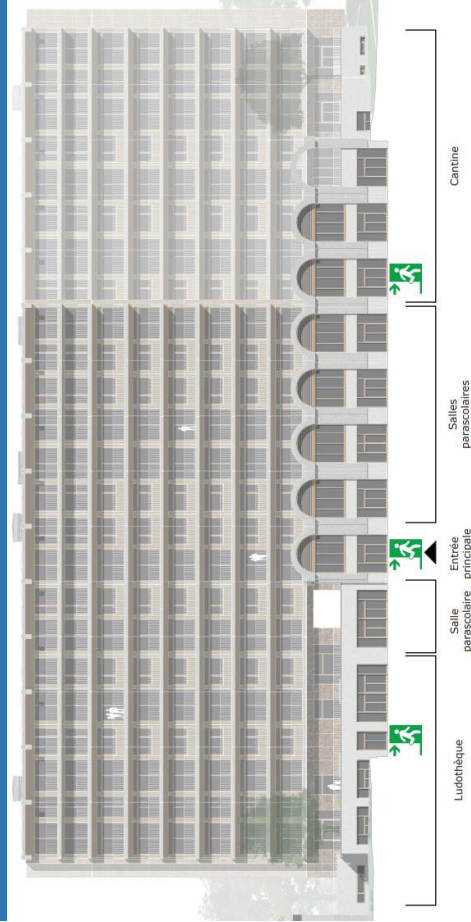 Cantine
Salles
parascolaires
Entrée
principale
Salle
parascolaire
Ludothèque